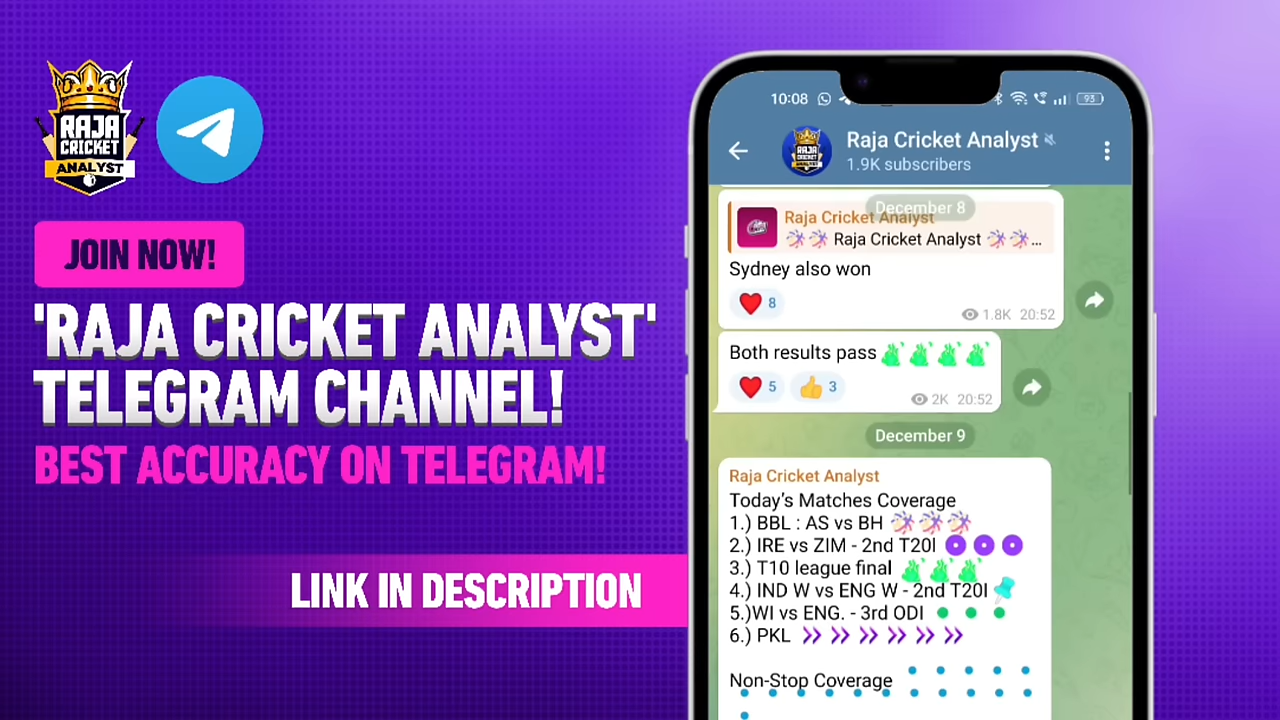 RAJA
CRICKET
ANALYST
JOIN NOW!
'RAJA CRICKET ANALYST'
TELEGRAM CHANNEL!
BEST ACCURACY ON TELEGRAM!
LINK IN DESCRIPTION
10:08
93
RAJA
CRICKET
ANALYST
Raja Cricket Analyst
1.9K subscribers
December 8
Raja Cricket Analyst
Raja Cricket Analyst ...
Sydney also won
8
1.8K 20:52
Both results pass
5 3
2K 20:52
December 9
Raja Cricket Analyst
Today's Matches Coverage
1.) BBL : AS vs BH
2.) IRE vs ZIM - 2nd T20I
3.) T10 league final
4.) IND W vs ENG W - 2nd T20I
5.)WI vs ENG. - 3rd ODI
6.) PKL
Non-Stop Coverage